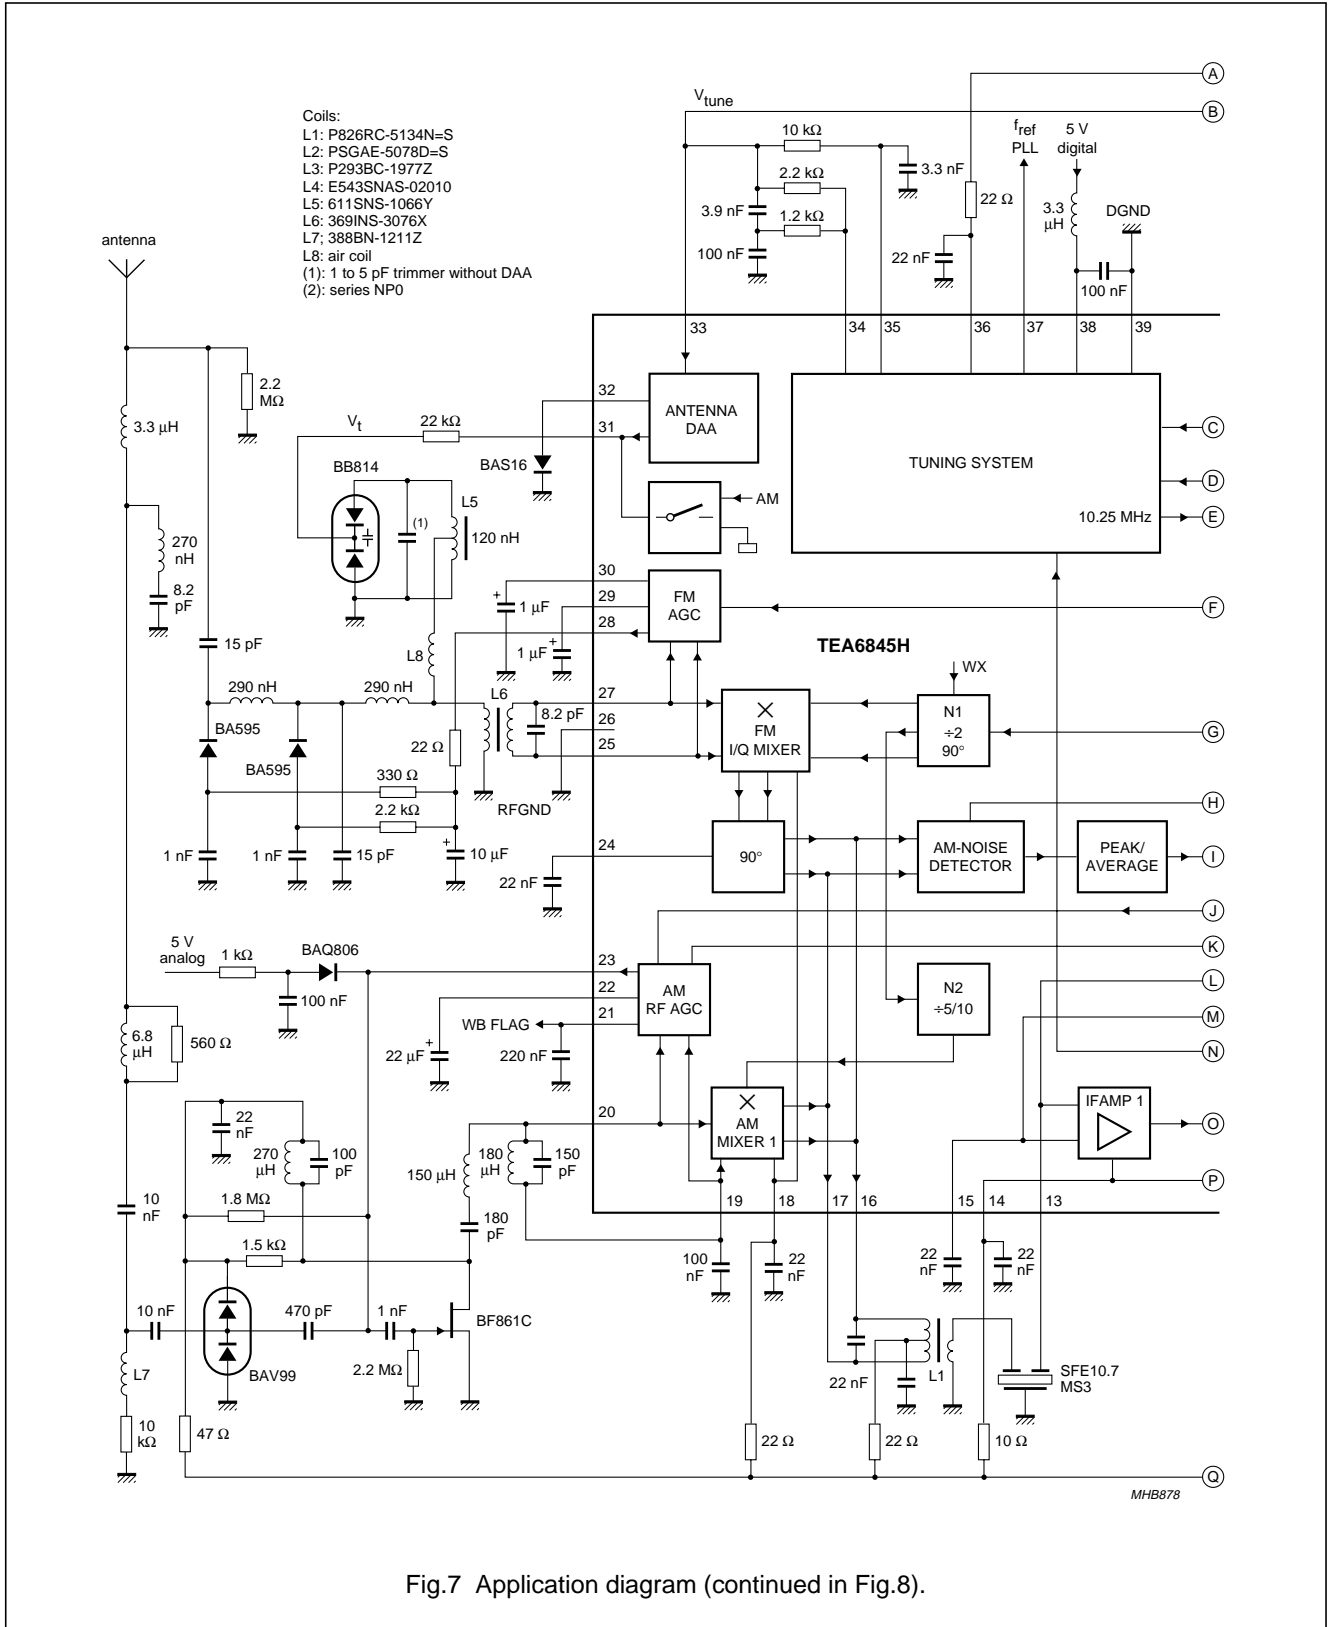 A
V_tune
B
Coils:
L1: P826RC-5134N=S
L2: PSGAE-5078D=S
L3: P293BC-1977Z
L4: E543SNAS-02010
L5: 611SNS-1066Y
L6: 369INS-3076X
L7; 388BN-1211Z
L8: air coil
(1): 1 to 5 pF trimmer without DAA
(2): series NP0
10 kΩ
f_ref
PLL
5 V
digital
3.3 nF
2.2 kΩ
22 Ω
3.9 nF
1.2 kΩ
3.3
μH
DGND
100 nF
22 nF
100 nF
antenna
33
34
35
36
37
38
39
2.2
MΩ
3.3 μH
32
ANTENNA
DAA
V_t
22 kΩ
31
BAS16
TUNING SYSTEM
C
D
E
10.25 MHz
BB814
L5
(1)
120 nH
AM
270
nH
8.2
pF
30
29
28
1 μF
+
FM
AGC
F
15 pF
L8
1 μF
+
TEA6845H
WX
290 nH
290 nH
L6
27
8.2 pF
26
25
FM
I/Q MIXER
N1
÷2
90°
G
BA595
BA595
22 Ω
330 Ω
2.2 kΩ
RFGND
H
1 nF
1 nF
15 pF
+
10 μF
24
22 nF
90°
AM-NOISE
DETECTOR
PEAK/
AVERAGE
I
J
5 V
analog
1 kΩ
BAQ806
23
K
100 nF
22
21
AM
RF AGC
N2
÷5/10
L
M
N
WB FLAG
6.8
μH
560 Ω
22 μF
+
220 nF
22
nF
20
AM
MIXER 1
IFAMP 1
O
270
μH
100
pF
150 μH
180
μH
150
pF
P
10
nF
1.8 MΩ
180
pF
19
18
17
16
15
14
13
1.5 kΩ
100
nF
22
nF
22
nF
22
nF
10 nF
470 pF
1 nF
BF861C
BAV99
2.2 MΩ
L7
22 nF
L1
SFE10.7
MS3
10
kΩ
47 Ω
22 Ω
22 Ω
10 Ω
Q
MHB878
Fig.7 Application diagram (continued in Fig.8).